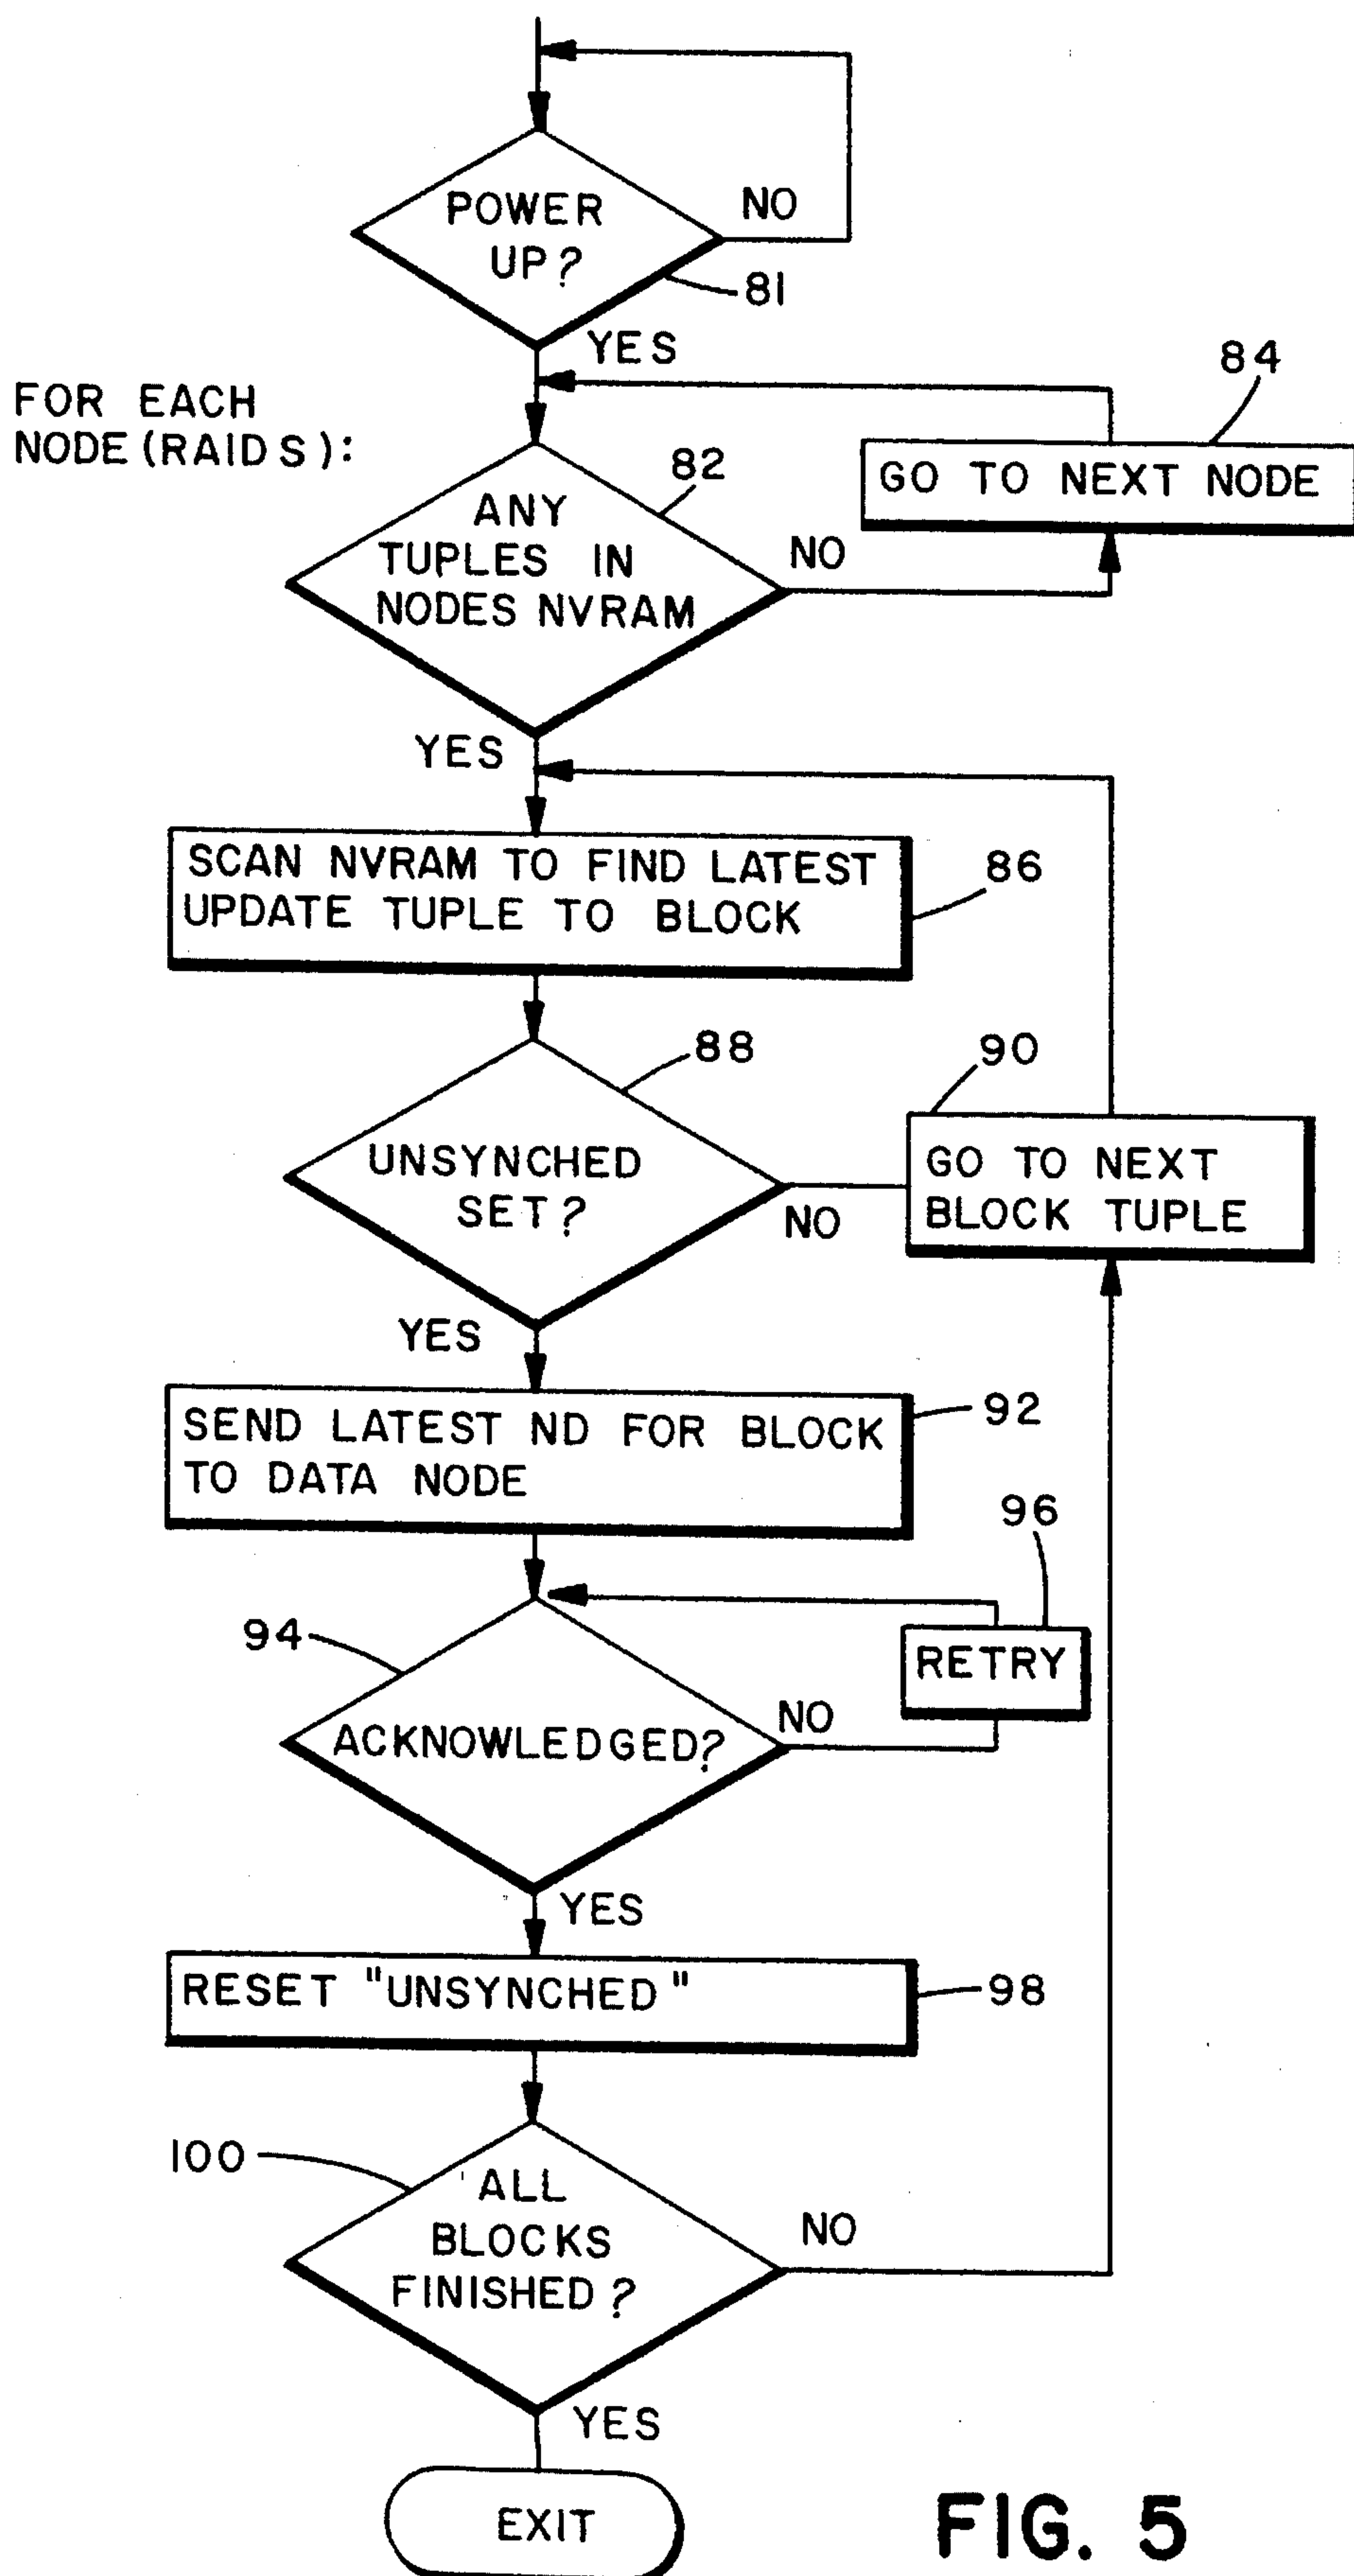 POWER
UP?
NO
81
YES
FOR EACH
NODE (RAID S):
84
GO TO NEXT NODE
82
ANY
TUPLES IN
NODES NVRAM
NO
YES
SCAN NVRAM TO FIND LATEST
UPDATE TUPLE TO BLOCK
86
88
90
UNSYNCHED
SET?
NO
GO TO NEXT
BLOCK TUPLE
YES
SEND LATEST ND FOR BLOCK
TO DATA NODE
92
96
94
RETRY
ACKNOWLEDGED?
NO
YES
RESET "UNSYNCHED"
98
100
ALL
BLOCKS
FINISHED?
NO
YES
EXIT
FIG. 5